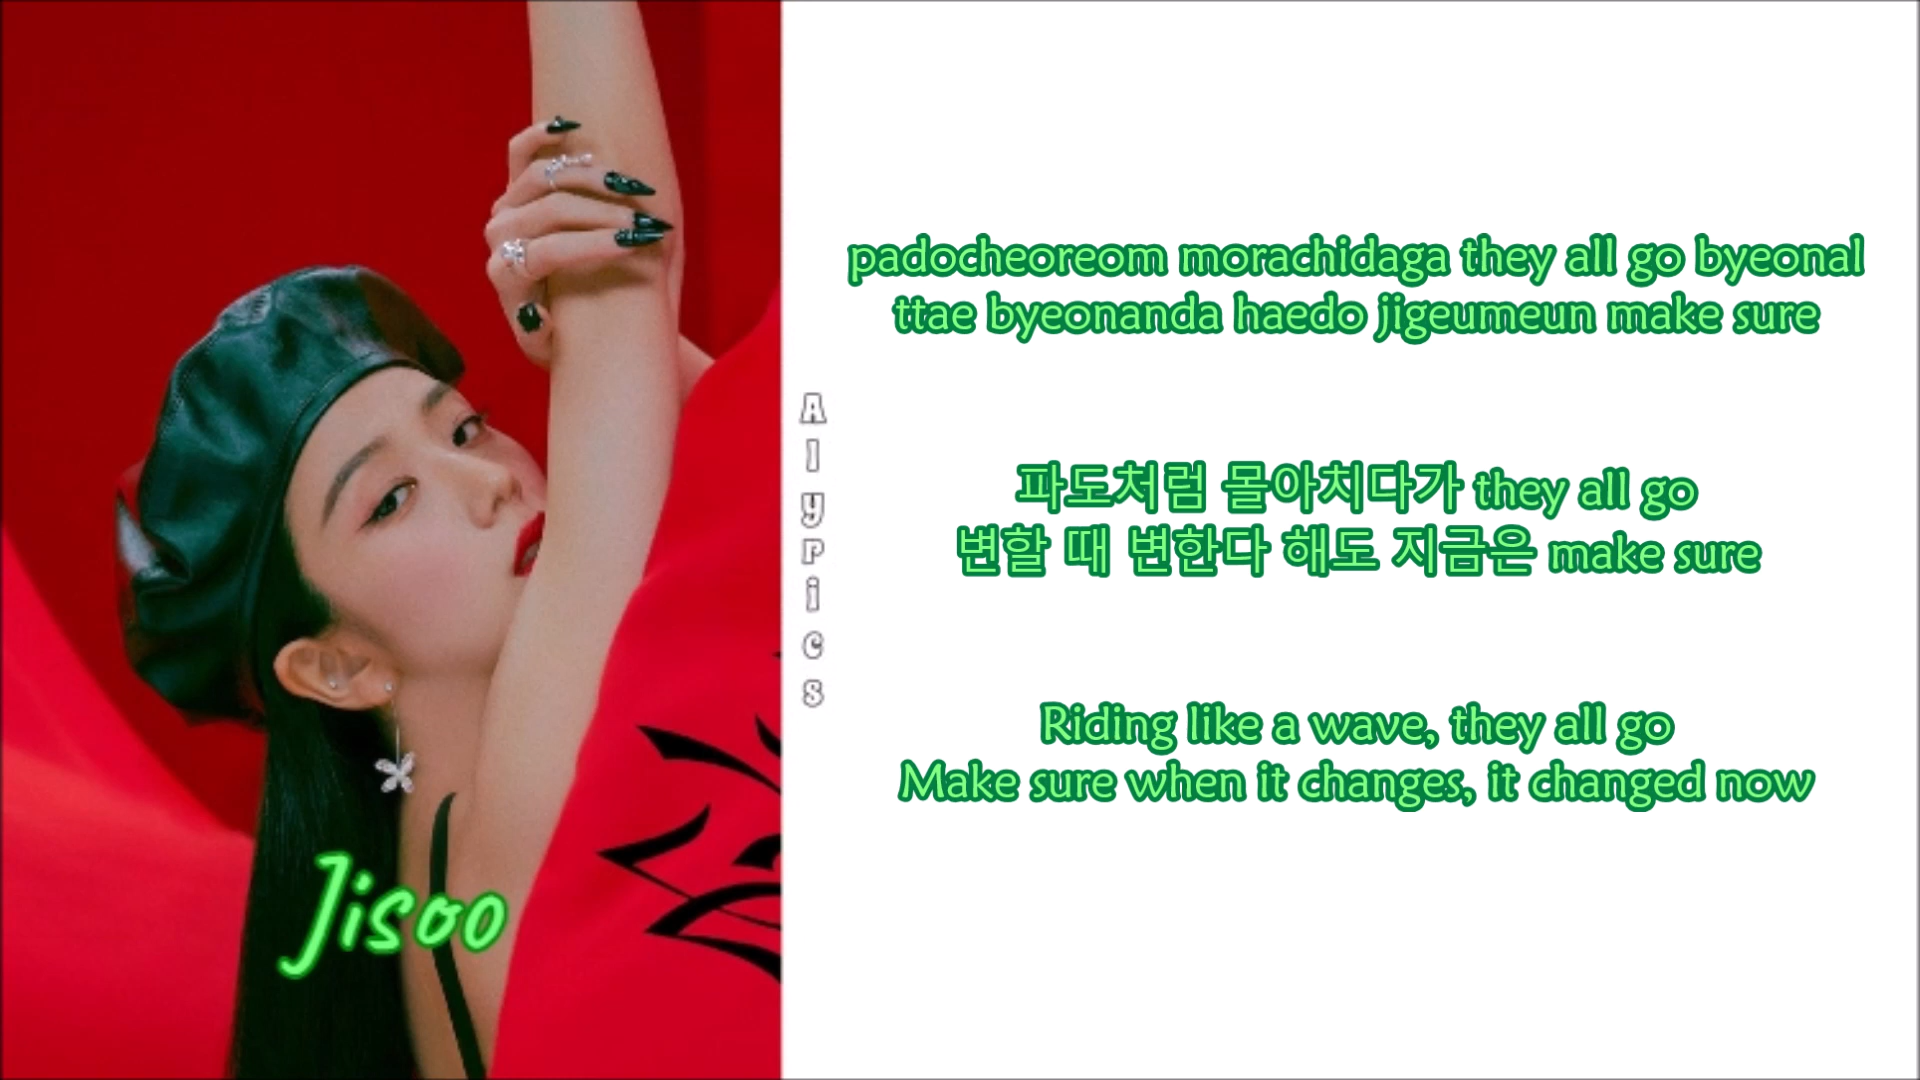 padocheoreom morachidaga they all go byeonal
ttae byeonanda haedo jigeumeun make sure
파도처럼 몰아치다가 they all go
변할 때 변한다 해도 지금은 make sure
Riding like a wave, they all go
Make sure when it changes, it changed now
Alyrics
Jisoo